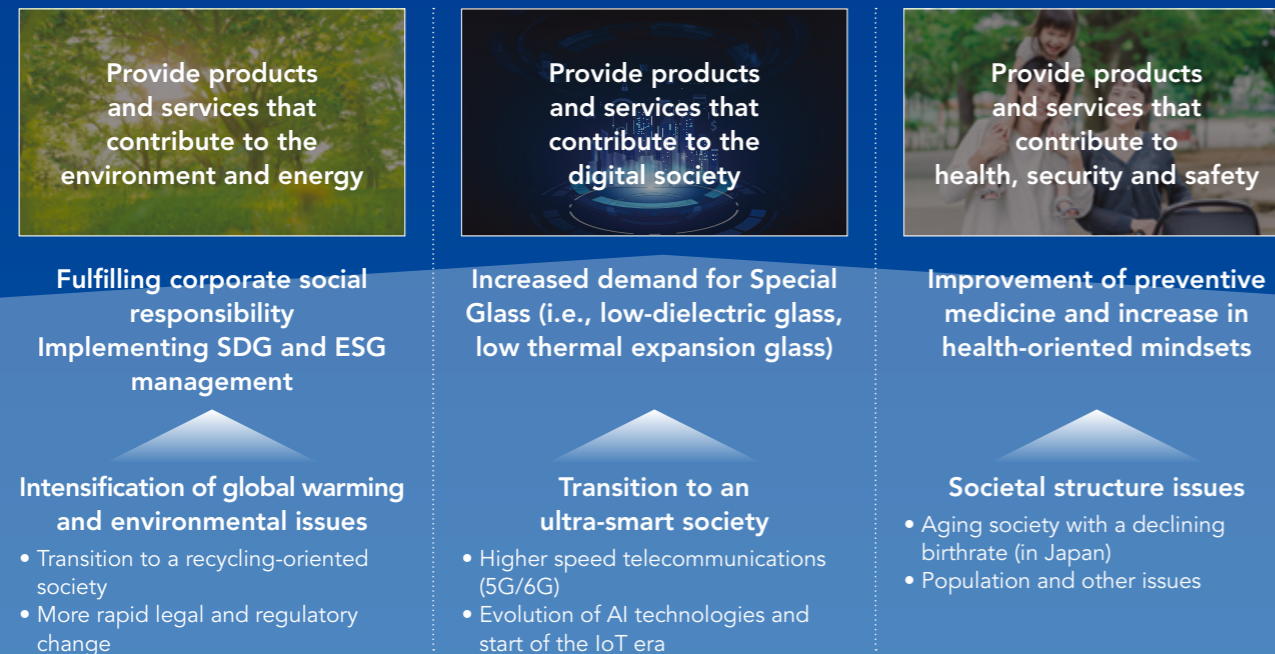 Provide products
and services that
contribute to the
environment and energy
Fulfilling corporate social
responsibility
Implementing SDG and ESG
management
Intensification of global warming
and environmental issues
• Transition to a recycling-oriented
society
• More rapid legal and regulatory
change
Provide products
and services that
contribute to the
digital society
Increased demand for Special
Glass (i.e., low-dielectric glass,
low thermal expansion glass)
Transition to an
ultra-smart society
• Higher speed telecommunications
(5G/6G)
• Evolution of AI technologies and
start of the IoT era
Provide products
and services that
contribute to
health, security and safety
Improvement of preventive
medicine and increase in
health-oriented mindsets
Societal structure issues
• Aging society with a declining
birthrate (in Japan)
• Population and other issues